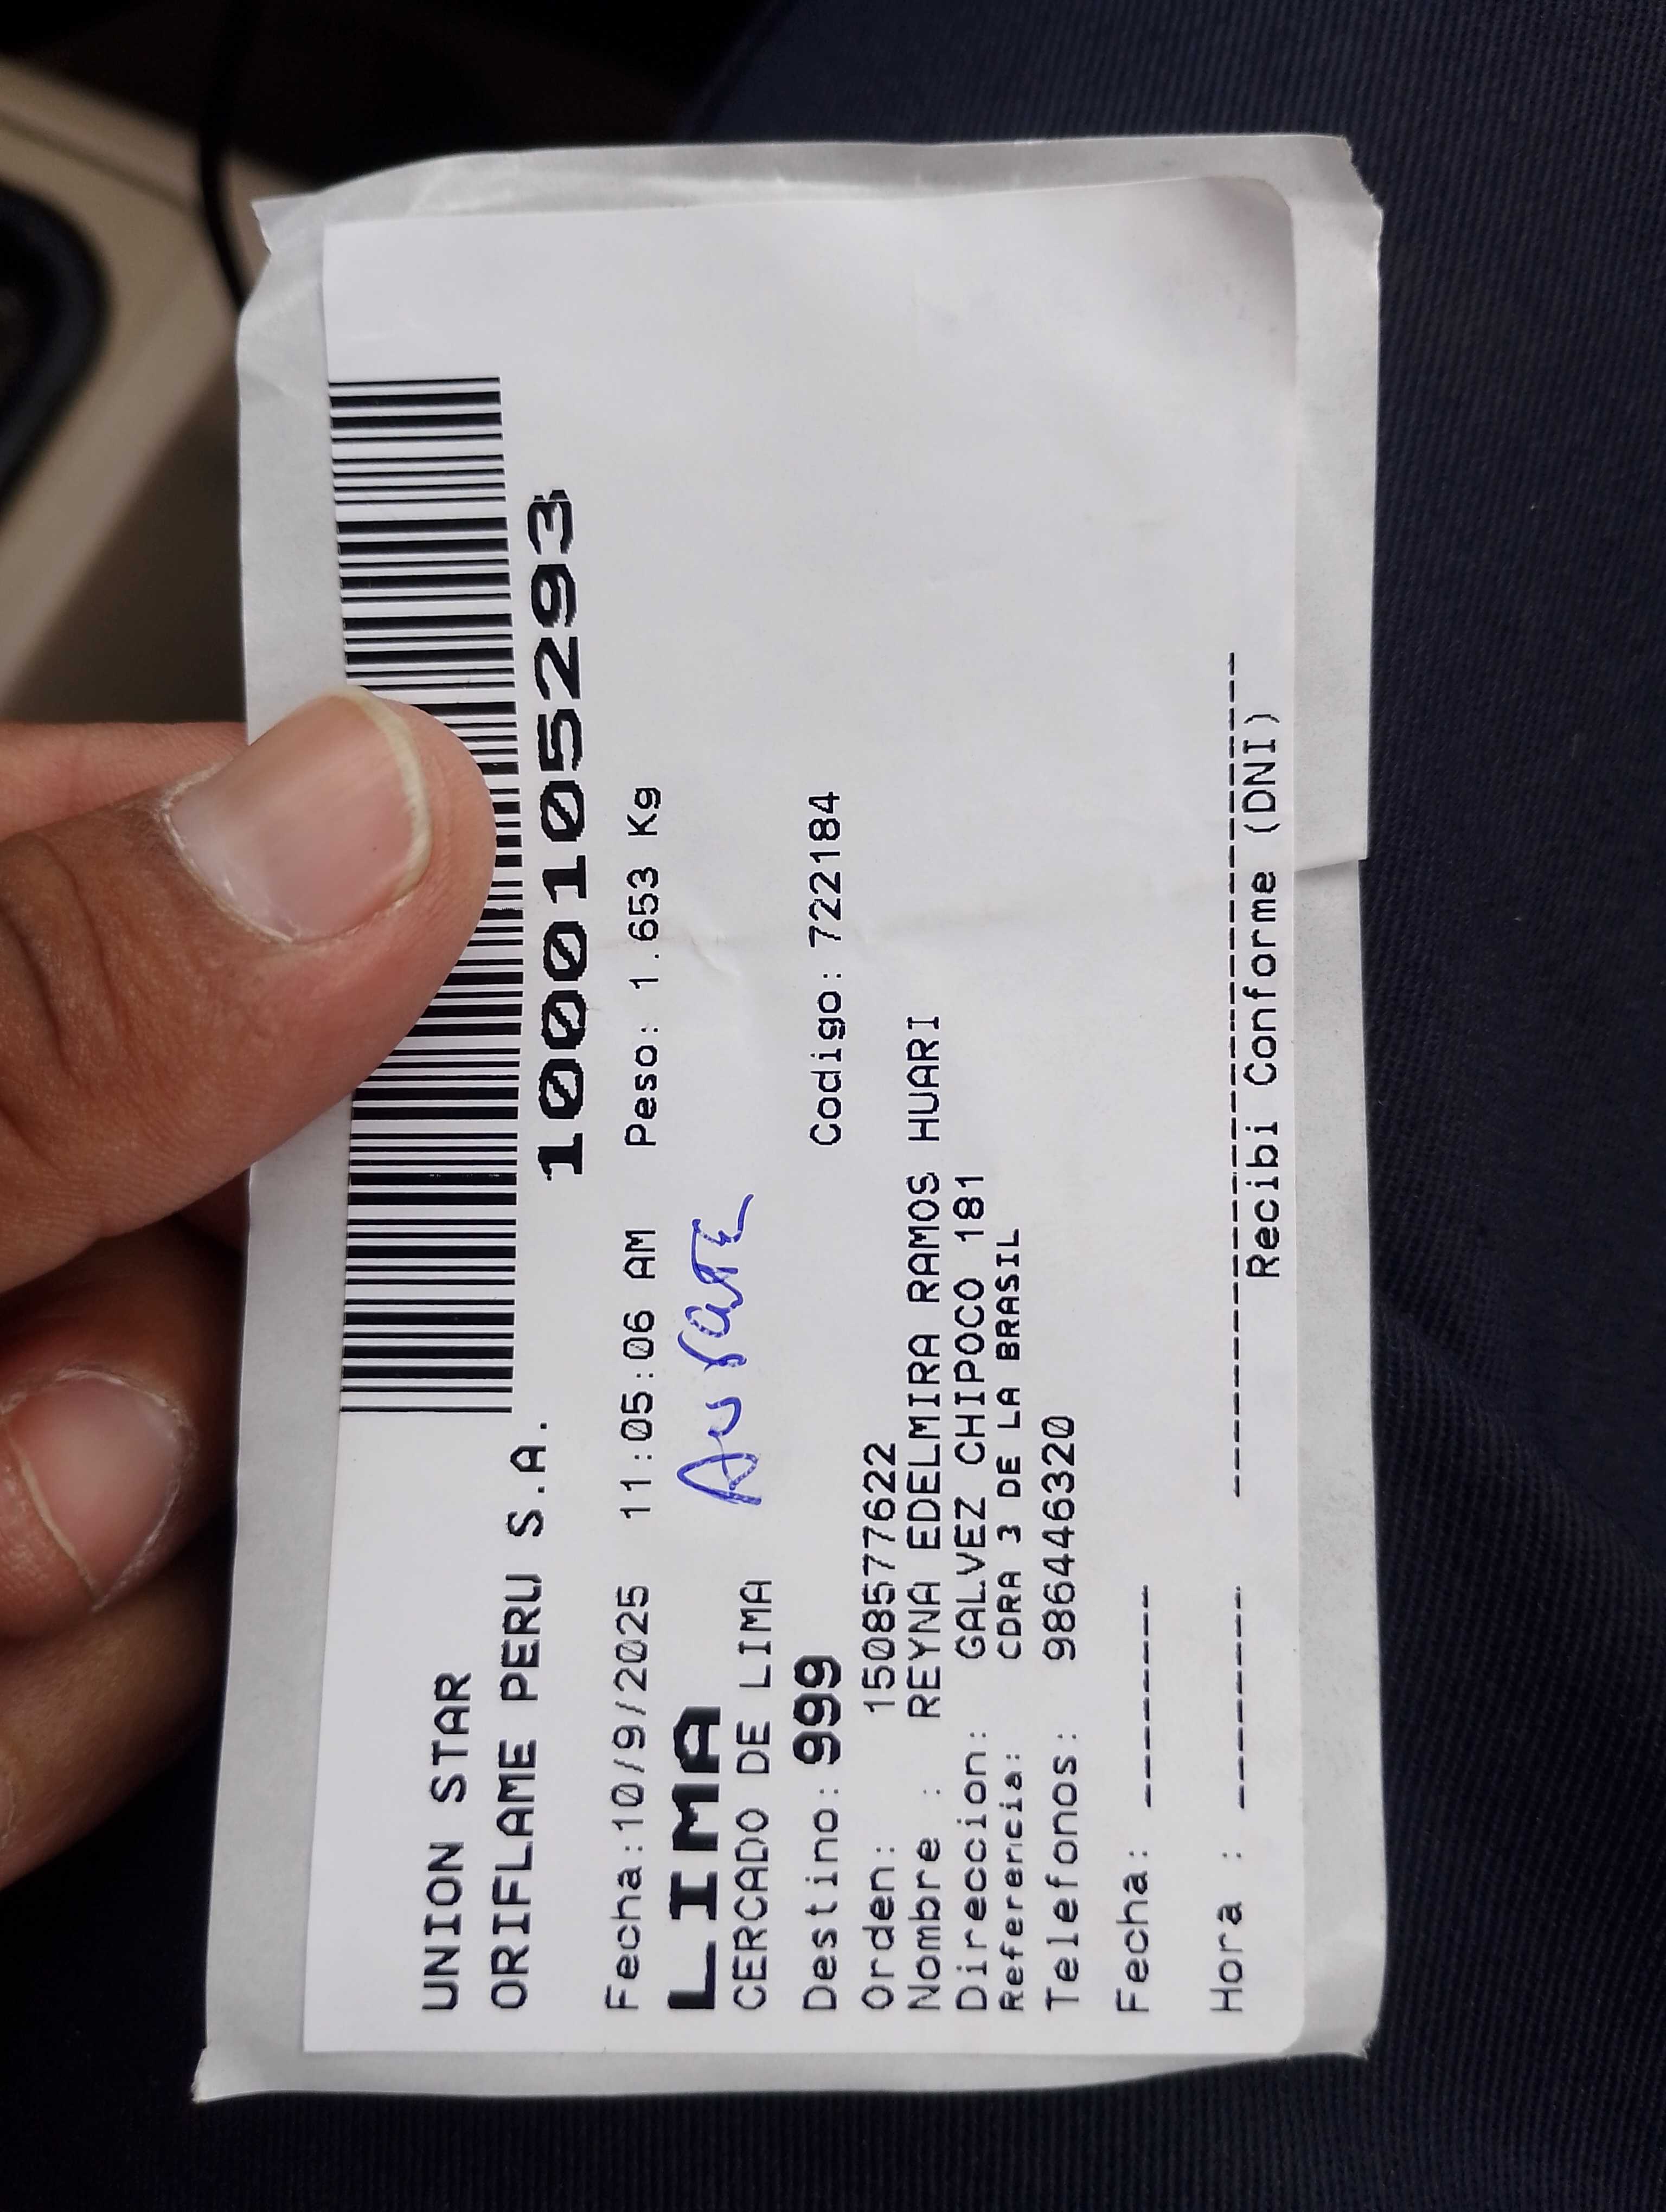 UNION STAR
ORIFLAME PERU S.A.
1000105293
Fecha:10/9/2025 11:05:06 AM Peso: 1.653 Kg
LIMA
CERCADO DE LIMA
Destino: 999 Codigo: 722184
Orden: 1508577622
Nombre : REYNA EDELMIRA RAMOS HUARI
Direccion: GALVEZ CHIPOCO 181
Referencia: CDRA 3 DE LA BRASIL
Telefonos: 986446320
Fecha: --------
Hora : --------
Recibi Conforme (DNI)